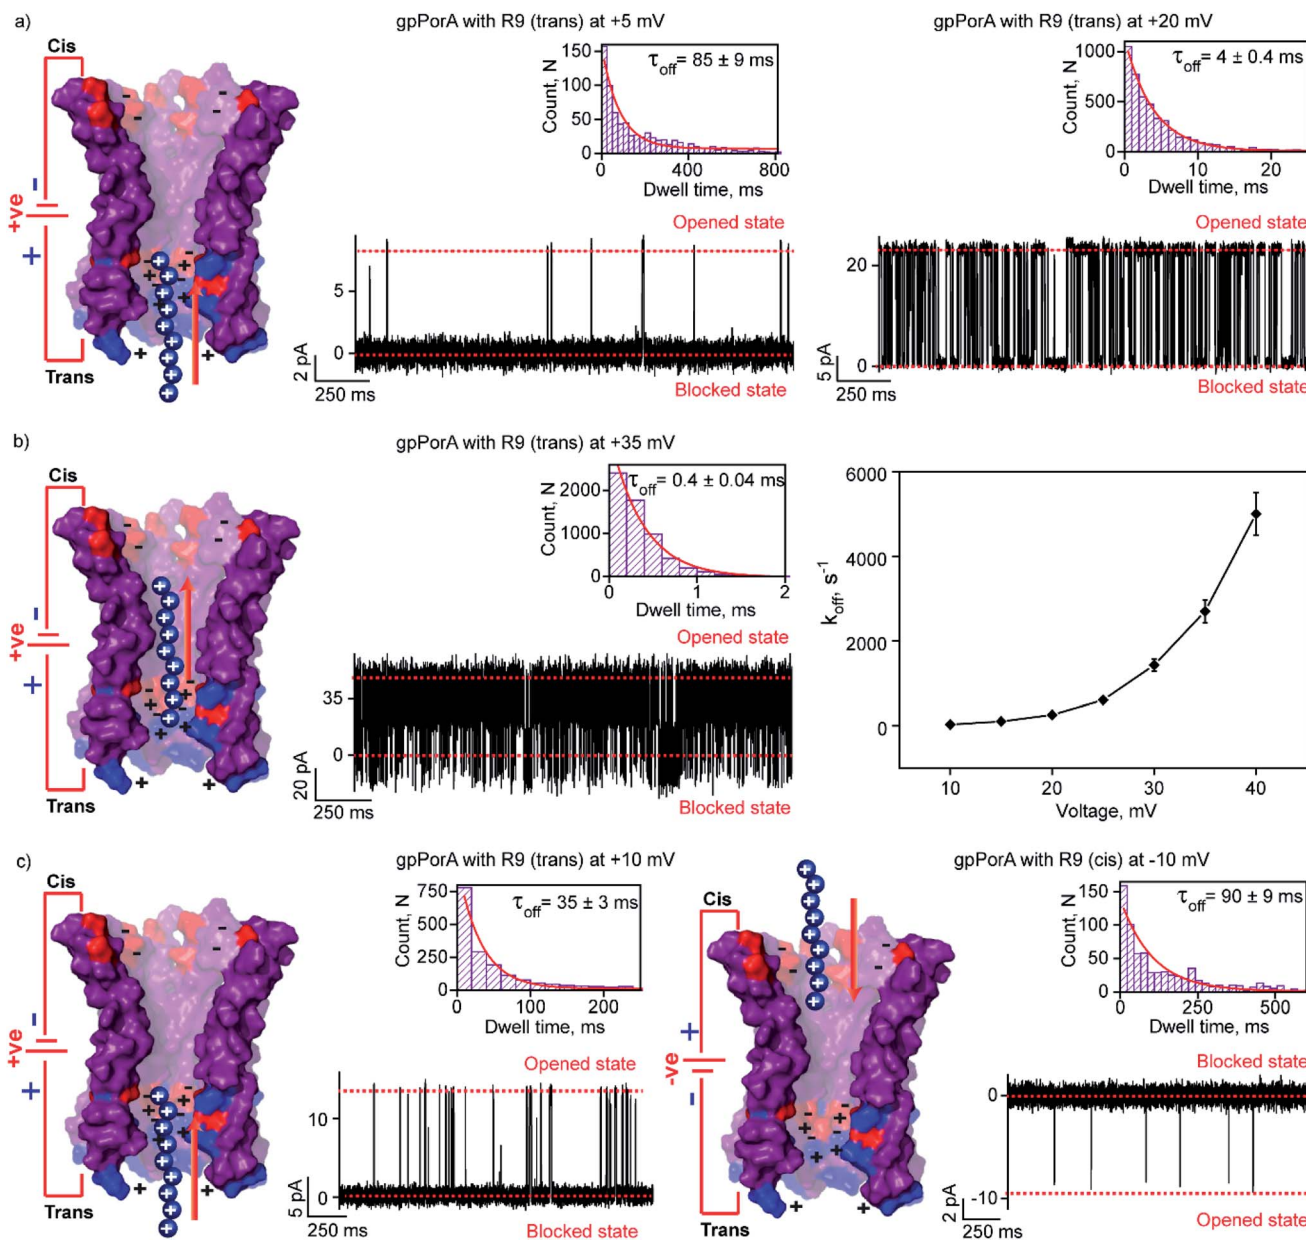 a)
gpPorA with R9 (trans) at +5 mV
gpPorA with R9 (trans) at +20 mV
Cis
- -
+ve
-
+
Trans
Count, N
150
100
50
0
τoff= 85 ± 9 ms
0 400 800
Dwell time, ms
Opened state
5
0
2 pA
250 ms
Blocked state
Count, N
1000
500
0
τoff= 4 ± 0.4 ms
0 10 20
Dwell time, ms
Opened state
20
0
5 pA
250 ms
Blocked state
b)
gpPorA with R9 (trans) at +35 mV
Cis
- -
+ve
-
+
Trans
Count, N
2000
1000
0
τoff= 0.4 ± 0.04 ms
0 1 2
Dwell time, ms
Opened state
35
0
20 pA
250 ms
Blocked state
koff, s⁻¹
6000
4000
2000
0
10 20 30 40
Voltage, mV
c)
gpPorA with R9 (trans) at +10 mV
gpPorA with R9 (cis) at -10 mV
Cis
- -
+ve
-
+
Trans
Count, N
750
500
250
0
τoff= 35 ± 3 ms
0 100 200
Dwell time, ms
Opened state
10
0
5 pA
250 ms
Blocked state
Cis
-ve
+
-
Trans
Count, N
150
100
50
0
τoff= 90 ± 9 ms
0 250 500
Dwell time, ms
Blocked state
0
-10
2 pA
250 ms
Opened state